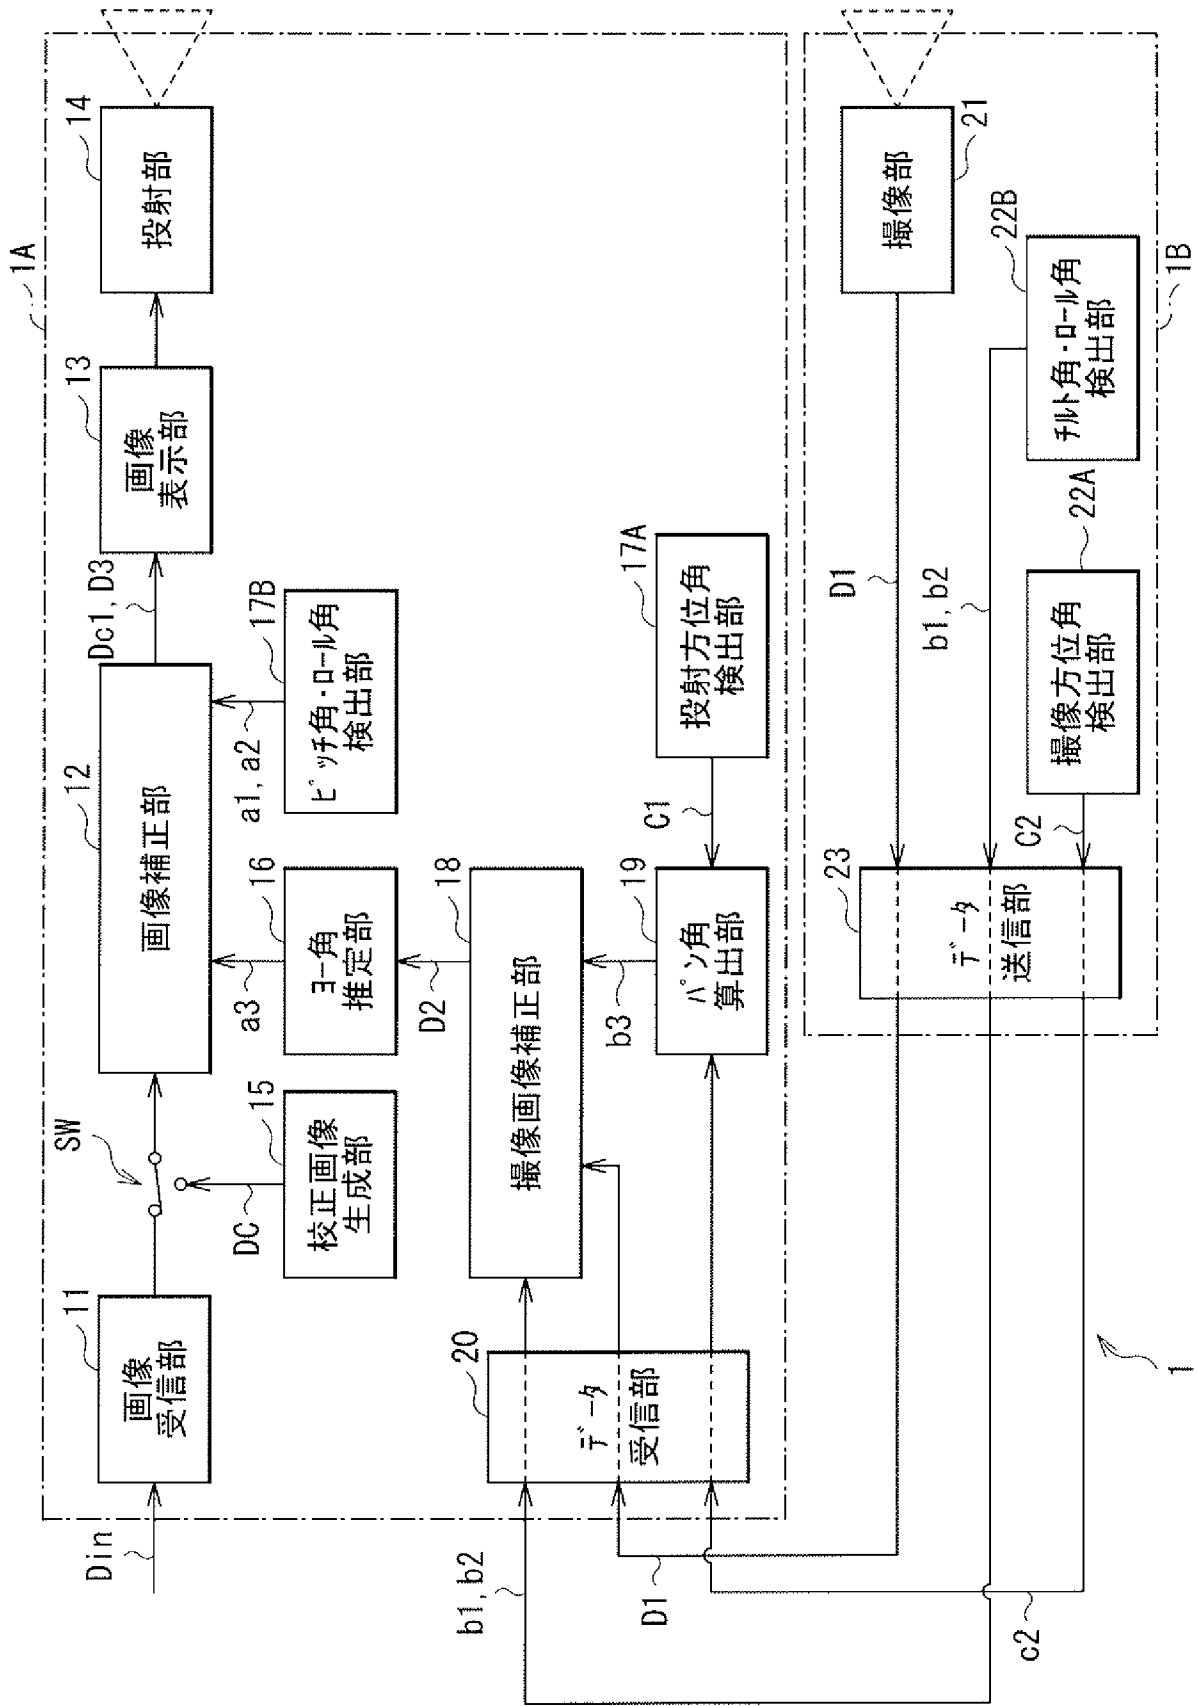 1A
Din
11
画像
受信部
SW
12
画像補正部
Dc1, D3
13
画像
表示部
14
投射部
DC
15
校正画像
生成部
a3
16
ヨー角
推定部
a1, a2
17B
ピッチ角・ロール角
検出部
D2
18
撮像画像補正部
20
データ
受信部
b3
19
パン角
算出部
C1
17A
投射方位角
検出部
b1, b2
D1
c2
1
23
データ
送信部
D1
b1, b2
C2
撮像部
21
22B
チルト角・ロール角
検出部
22A
撮像方位角
検出部
1B